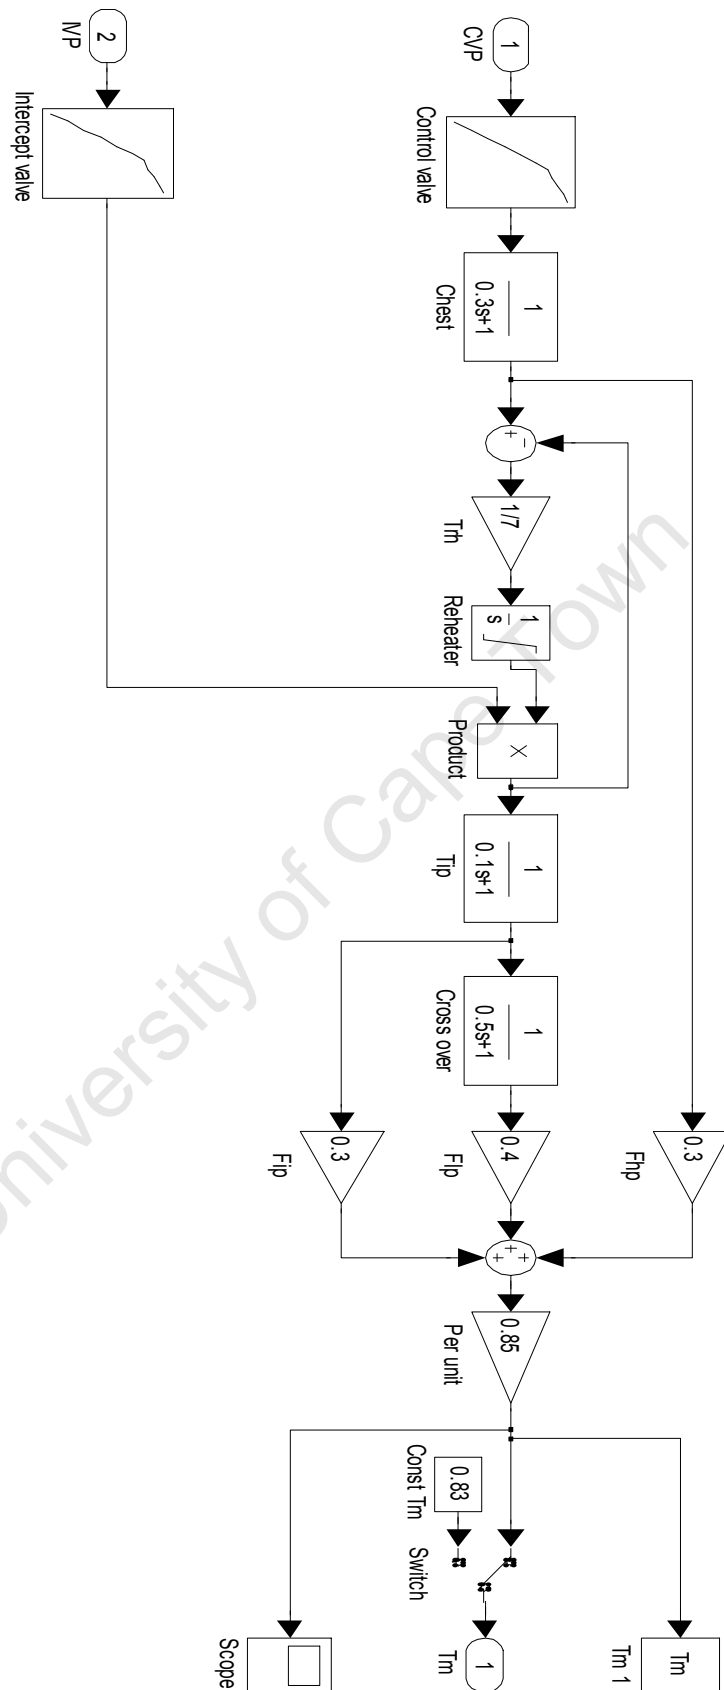 1
CVP
Control valve
1
0.3s+1
Chest
+
−
1/7
Trh
1
s
Reheater
X
Product
1
0.1s+1
Tip
1
0.5s+1
Cross over
0.3
Fhp
0.4
Flp
0.3
Fip
+
+
+
0.85
Per unit
Tm
Tm 1
0.83
Const Tm
Switch
1
Tm
Scope
2
IVP
Intercept valve
University of Cape Town